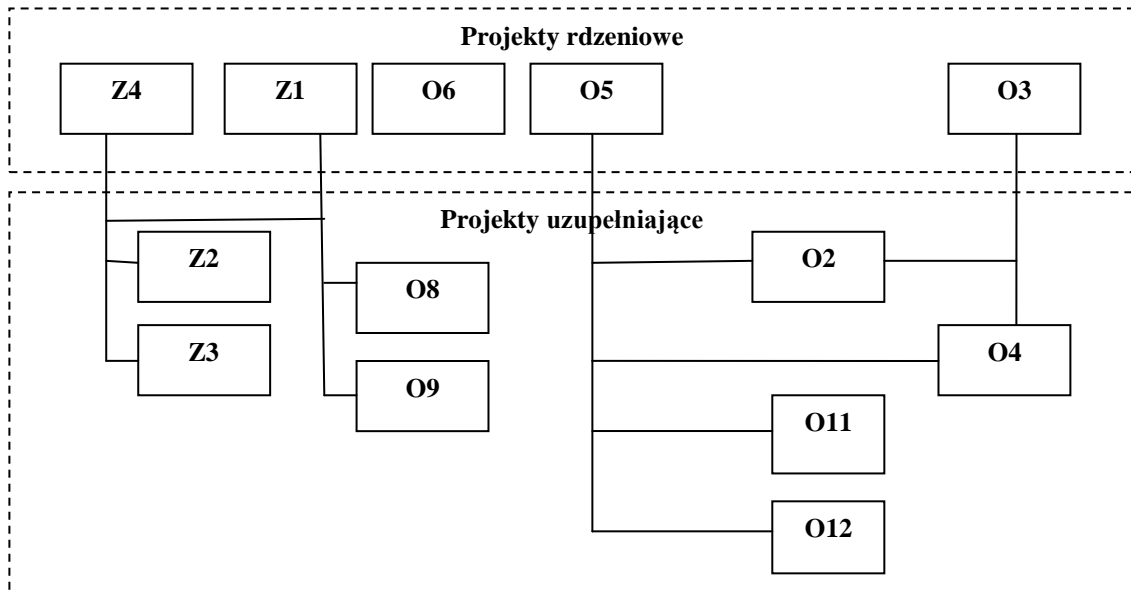 Projekty rdzeniowe
Z4 Z1 O6 O5 O3
Projekty uzupełniające
Z2
O2
O8
Z3
O4
O9
O11
O12